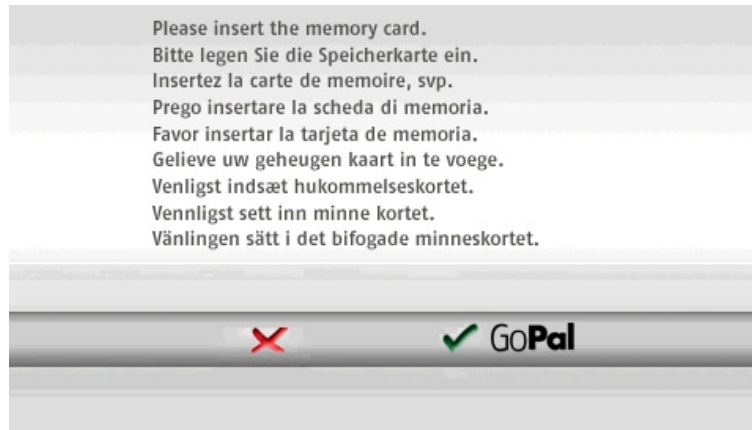 Please insert the memory card.
Bitte legen Sie die Speicherkarte ein.
Insertez la carte de memoire, svp.
Prego insertare la scheda di memoria.
Favor insertar la tarjeta de memoria.
Gelieve uw geheugen kaart in te voege.
Venligst indsæt hukommelseskortet.
Vennligst sett inn minne kortet.
Vänlingen sätt i det bifogade minneskortet.
GoPal